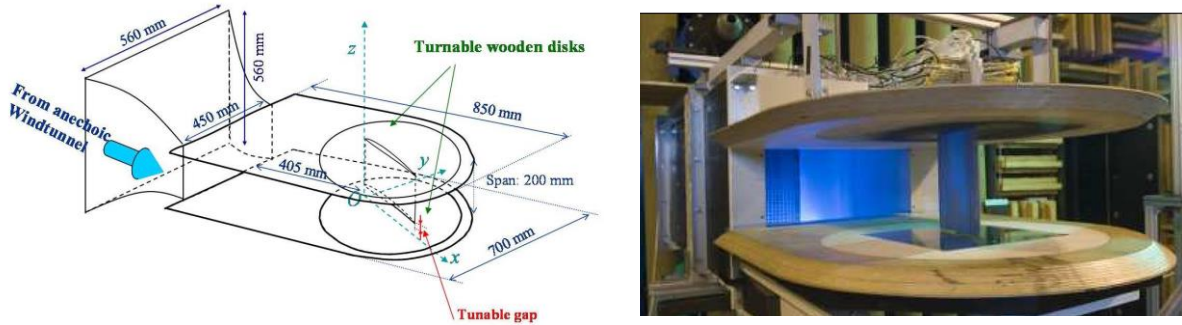 560 mm
560 mm
z
Turnable wooden disks
From anechoic
Windtunnel
450 mm
850 mm
405 mm
y
Span: 200 mm
O
700 mm
x
Tunable gap